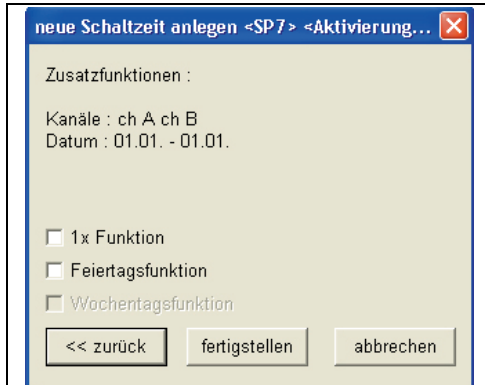 neue Schaltzeit anlegen <SP7> <Aktivierung...
Zusatzfunktionen :
Kanäle : ch A ch B
Datum : 01.01. - 01.01.
1x Funktion
Feiertagsfunktion
Wochentagsfunktion
<< zurück fertigstellen abbrechen